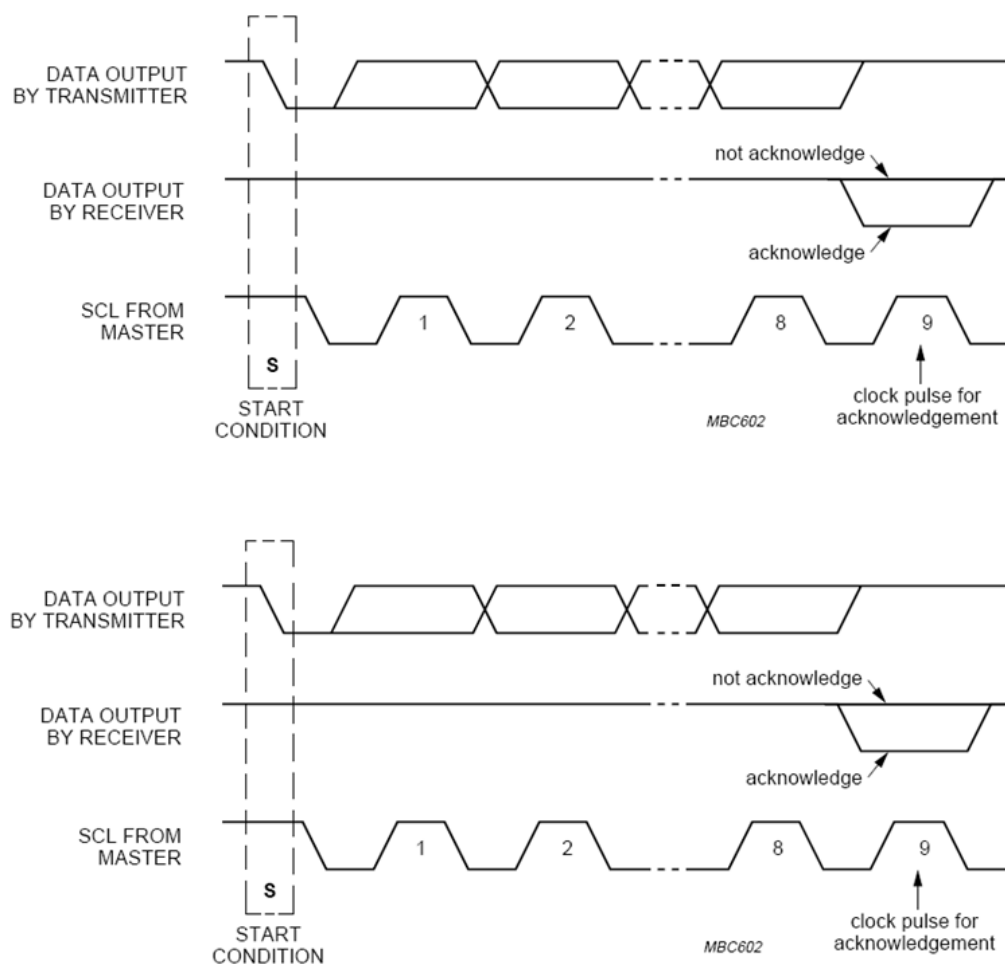 DATA OUTPUT
BY TRANSMITTER
not acknowledge
DATA OUTPUT
BY RECEIVER
acknowledge
SCL FROM
MASTER
1
2
8
9
S
START
CONDITION
MBC602
clock pulse for
acknowledgement
DATA OUTPUT
BY TRANSMITTER
not acknowledge
DATA OUTPUT
BY RECEIVER
acknowledge
SCL FROM
MASTER
1
2
8
9
S
START
CONDITION
MBC602
clock pulse for
acknowledgement